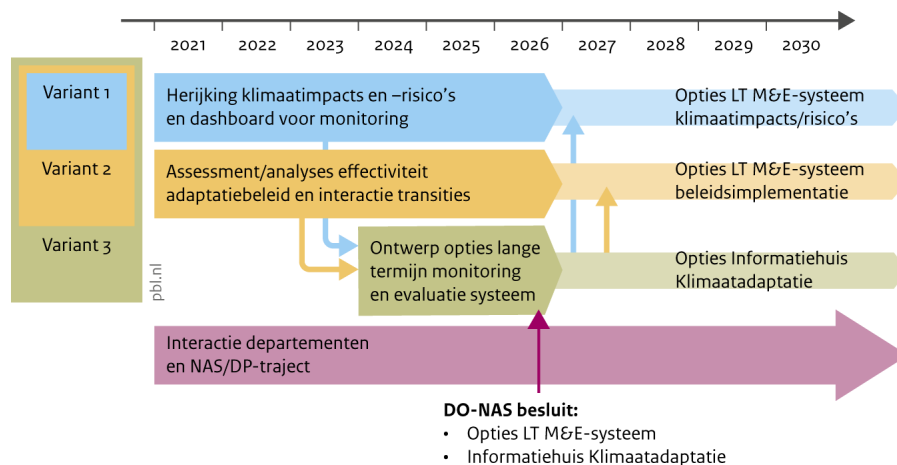 2021 2022 2023 2024 2025 2026 2027 2028 2029 2030
Variant 1
Herijking klimaatimpacts en –risico's
en dashboard voor monitoring
Opties LT M&E-systeem
klimaatimpacts/risico's
Variant 2
Assessment/analyses effectiviteit
adaptatiebeleid en interactie transities
Opties LT M&E-systeem
beleidsimplementatie
Variant 3
Ontwerp opties lange
termijn monitoring
en evaluatie systeem
Opties Informatiehuis
Klimaatadaptatie
pbl.nl
Interactie departementen
en NAS/DP-traject
DO-NAS besluit:
• Opties LT M&E-systeem
• Informatiehuis Klimaatadaptatie